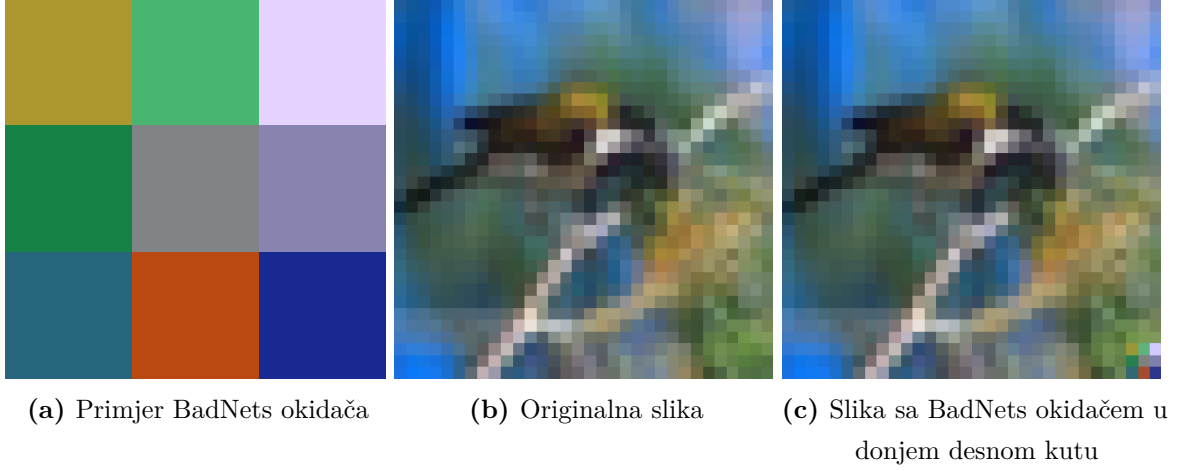 (a) Primjer BadNets okidača
(b) Originalna slika
(c) Slika sa BadNets okidačem u
donjem desnom kutu